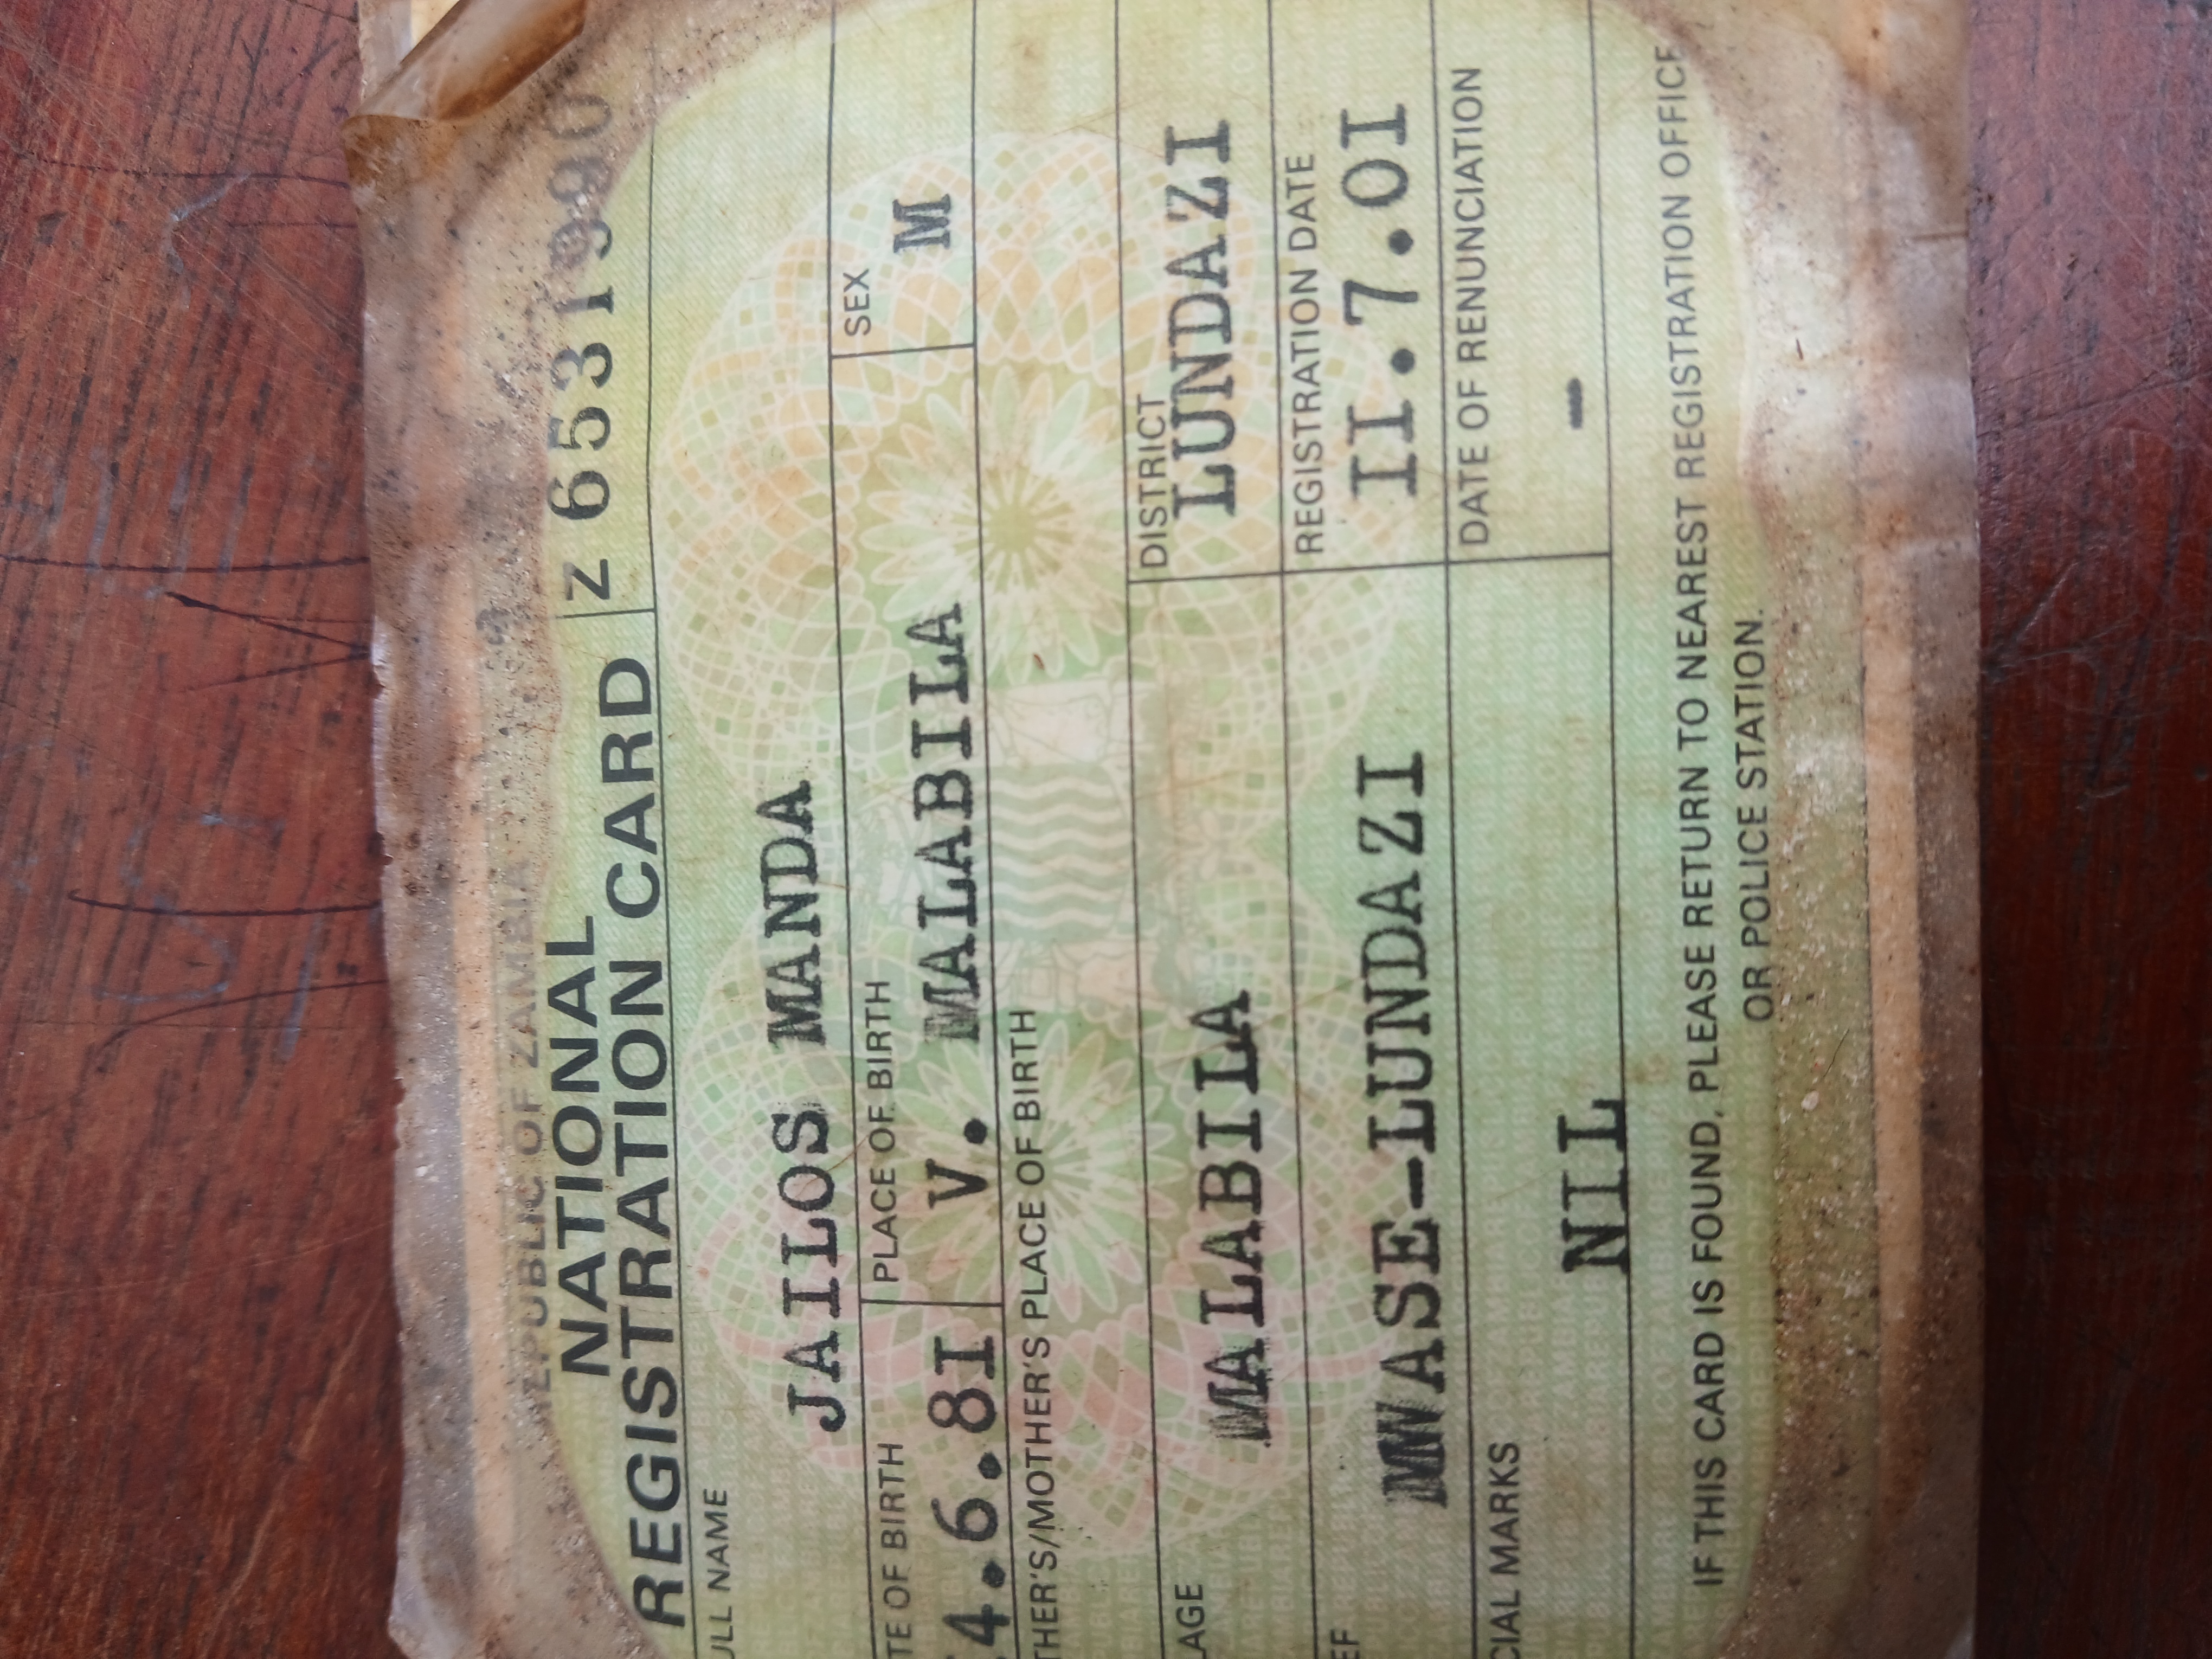 REPUBLIC OF ZAMBIA
NATIONAL
REGISTRATION CARD
Z 6531990
ULL NAME
JAILOS MANDA
TE OF BIRTH
4.6.8I
PLACE OF BIRTH
V. MALABILA
SEX
M
THER'S/MOTHER'S PLACE OF BIRTH
LAGE
MALABILA
DISTRICT
LUNDAZI
EF
MWASE-LUNDAZI
REGISTRATION DATE
II.7.0I
CIAL MARKS
NIL
DATE OF RENUNCIATION
-
IF THIS CARD IS FOUND, PLEASE RETURN TO NEAREST REGISTRATION OFFICE
OR POLICE STATION.